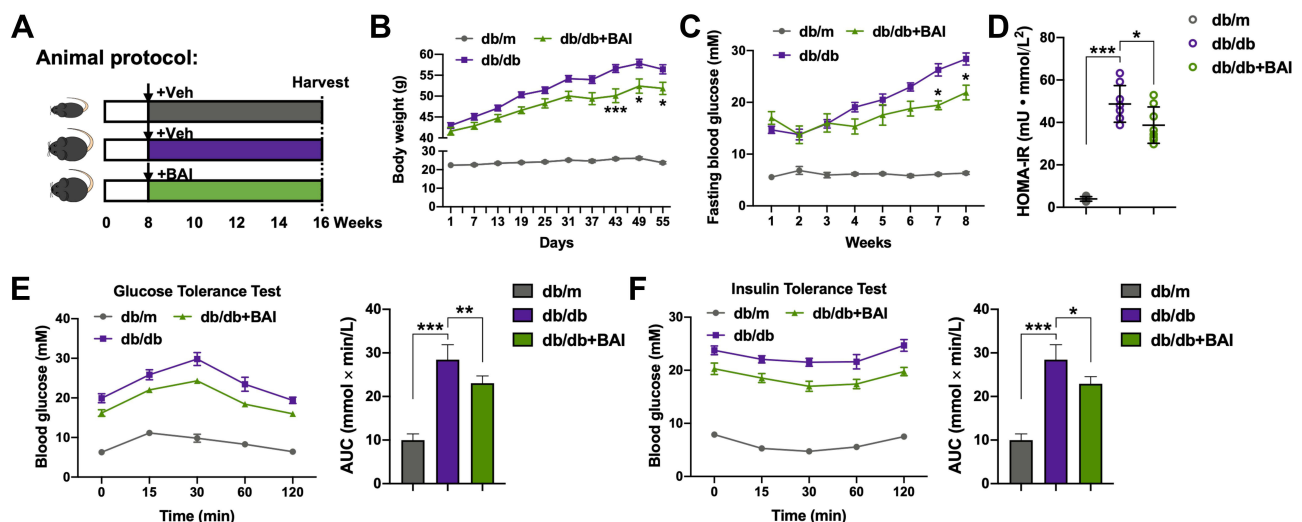 A
Animal protocol:
Harvest
+Veh
+Veh
+BAI
0 8 10 12 14 16 Weeks
B
db/m db/db+BAI
db/db
Body weight (g)
60
55
50
45
40
30
15
0
*** * *
1 7 13 19 25 31 37 43 49 55
Days
C
db/m db/db+BAI
db/db
Fasting blood glucose (mM)
30
20
10
0
* *
1 2 3 4 5 6 7 8
Weeks
D
db/m
db/db
db/db+BAI
HOMA-IR (mU • mmol/L²)
80
60
40
20
0
*** *
E
Glucose Tolerance Test
db/m db/db+BAI
db/db
Blood glucose (mM)
40
30
20
10
0
0 15 30 60 120
Time (min)
db/m
db/db
db/db+BAI
AUC (mmol × min/L)
40
30
20
10
0
*** **
F
Insulin Tolerance Test
db/m db/db+BAI
db/db
Blood glucose (mM)
30
20
10
0
0 15 30 60 120
Time (min)
db/m
db/db
db/db+BAI
AUC (mmol × min/L)
40
30
20
10
0
*** *